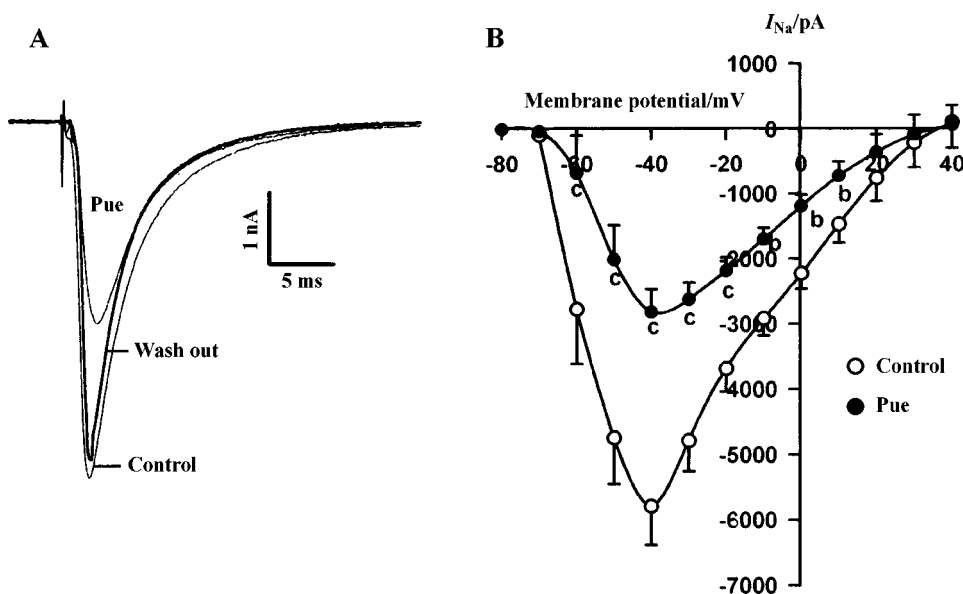 A
Pue
1 nA
5 ms
Wash out
Control
B
I Na/pA
Membrane potential/mV
1000
0
-80 -60 -40 -20 0 20 40
-1000
-2000
-3000
-4000
-5000
-6000
-7000
c
c
c
c
c
b
b
b
Control
Pue